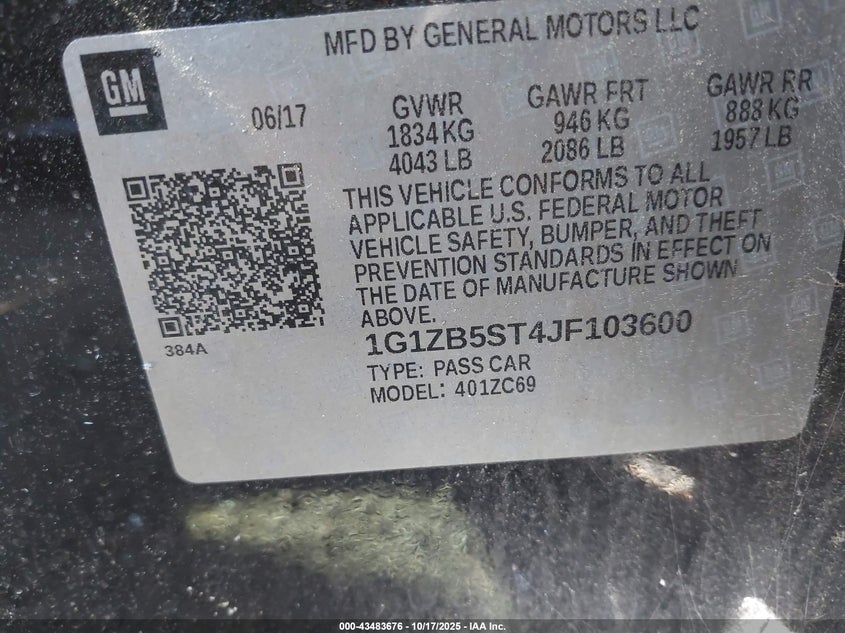 MFD BY GENERAL MOTORS LLC
GM
06/17
GVWR
1834 KG
4043 LB
GAWR FRT
946 KG
2086 LB
GAWR RR
888 KG
1957 LB
THIS VEHICLE CONFORMS TO ALL
APPLICABLE U.S. FEDERAL MOTOR
VEHICLE SAFETY, BUMPER, AND THEFT
PREVENTION STANDARDS IN EFFECT ON
THE DATE OF MANUFACTURE SHOWN
ABOVE.
384A
1G1ZB5ST4JF103600
TYPE: PASS CAR
MODEL: 401ZC69
000-43483676 - 10/17/2025 - IAA Inc.